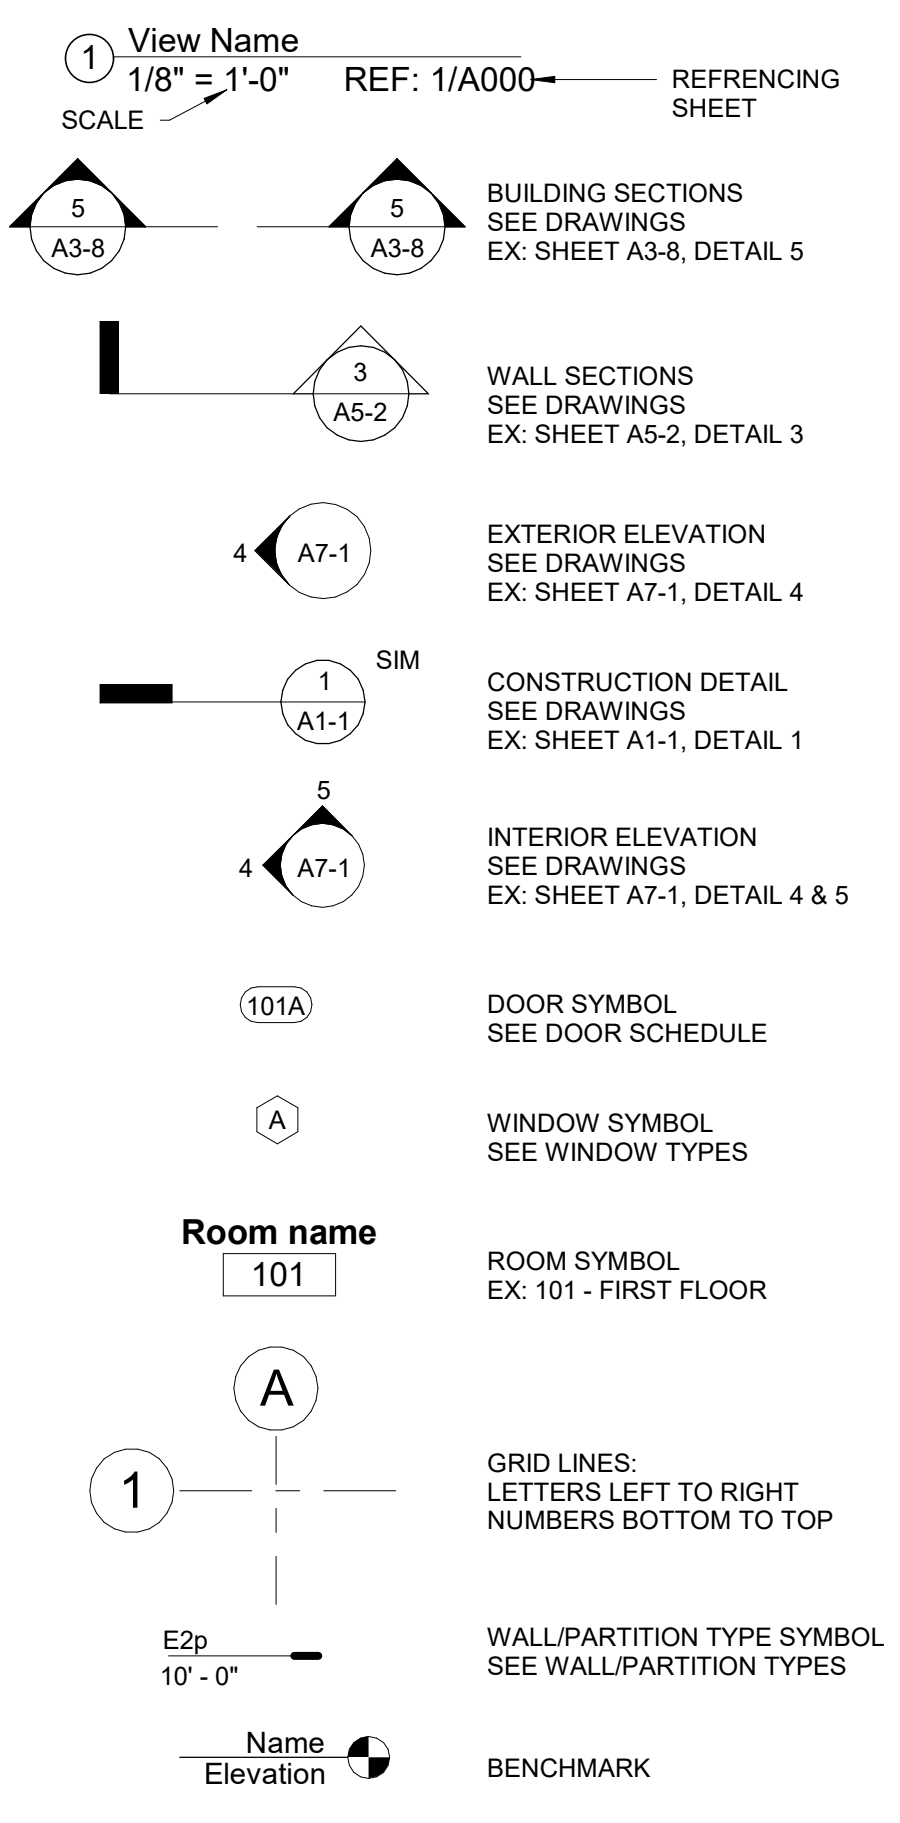 1 View Name
1/8" = 1'-0" REF: 1/A000
REFRENCING
SHEET
SCALE
5
A3-8
5
A3-8
BUILDING SECTIONS
SEE DRAWINGS
EX: SHEET A3-8, DETAIL 5
3
A5-2
WALL SECTIONS
SEE DRAWINGS
EX: SHEET A5-2, DETAIL 3
4 A7-1
EXTERIOR ELEVATION
SEE DRAWINGS
EX: SHEET A7-1, DETAIL 4
SIM
1
A1-1
CONSTRUCTION DETAIL
SEE DRAWINGS
EX: SHEET A1-1, DETAIL 1
5
4 A7-1
INTERIOR ELEVATION
SEE DRAWINGS
EX: SHEET A7-1, DETAIL 4 & 5
101A
DOOR SYMBOL
SEE DOOR SCHEDULE
A
WINDOW SYMBOL
SEE WINDOW TYPES
Room name
101
ROOM SYMBOL
EX: 101 - FIRST FLOOR
A
1
GRID LINES:
LETTERS LEFT TO RIGHT
NUMBERS BOTTOM TO TOP
E2p
10' - 0"
WALL/PARTITION TYPE SYMBOL
SEE WALL/PARTITION TYPES
Name
Elevation
BENCHMARK